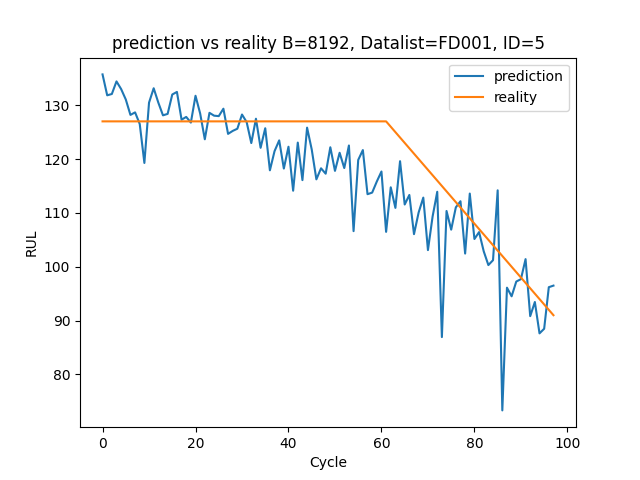 prediction vs reality B=8192, Datalist=FD001, ID=5
prediction
reality
RUL
130
120
110
100
90
80
0 20 40 60 80 100
Cycle